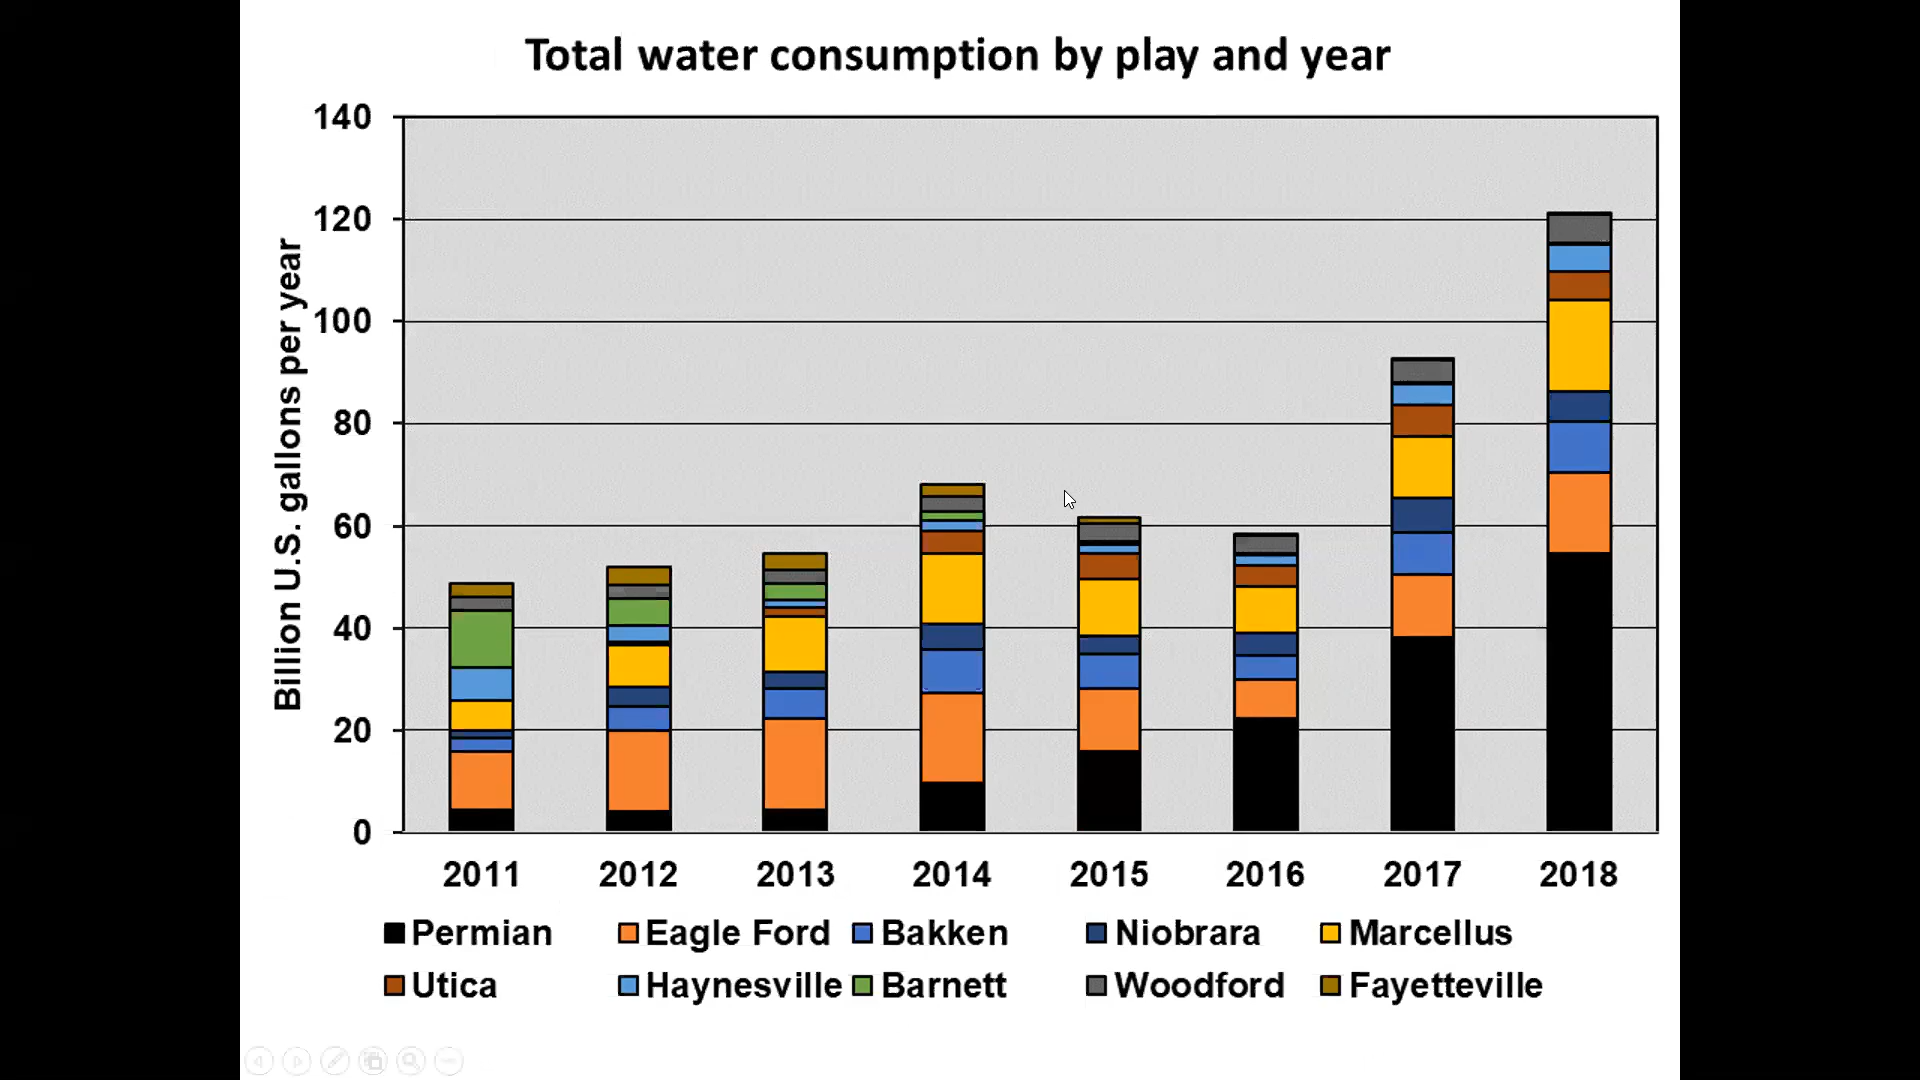 Total water consumption by play and year
Billion U.S. gallons per year
140
120
100
80
60
40
20
0
2011 2012 2013 2014 2015 2016 2017 2018
Permian Eagle Ford Bakken Niobrara Marcellus
Utica Haynesville Barnett Woodford Fayetteville